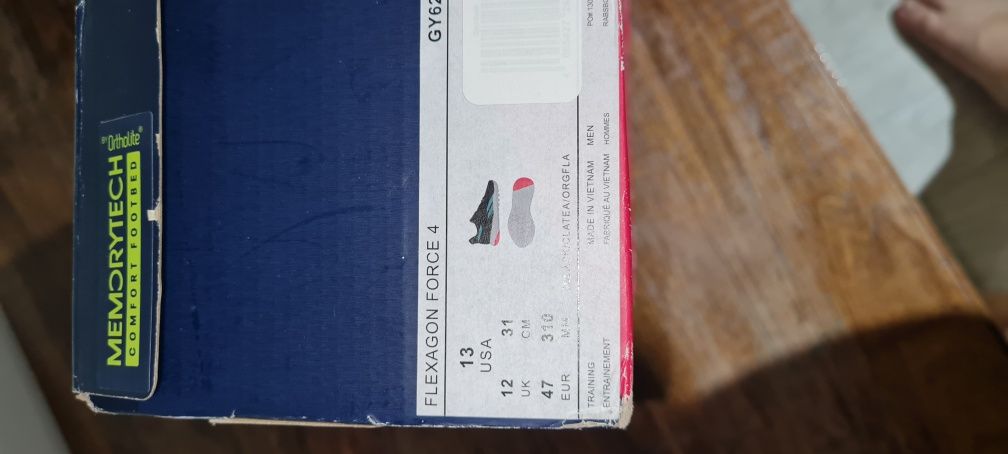 MEMORYTECH
BY Ortholite®
COMFORT FOOTBED
FLEXAGON FORCE 4
GY62
13
USA
12
UK
31
CM
47
EUR
310
MM
TRAINING
ENTRAINEMENT
MADE IN VIETNAM
FABRIQUÉ AU VIETNAM
MEN
HOMMES